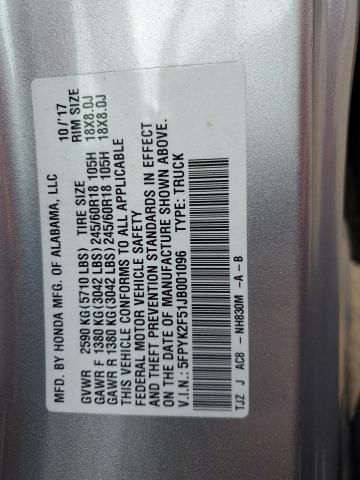 MFD. BY HONDA MFG. OF ALABAMA, LLC 10/'17
GVWR 2590 KG(5710 LBS) TIRE SIZE RIM SIZE
GAWR F 1380 KG(3042 LBS) 245/60R18 105H 18X8.0J
GAWR R 1380 KG(3042 LBS) 245/60R18 105H 18X8.0J
THIS VEHICLE CONFORMS TO ALL APPLICABLE
FEDERAL MOTOR VEHICLE SAFETY, BUMPER,
AND THEFT PREVENTION STANDARDS IN EFFECT
ON THE DATE OF MANUFACTURE SHOWN ABOVE.
V.I.N.: 5FPYK2F51JB001096 TYPE: TRUCK
TJZ J AC8 - NH830M -A - B